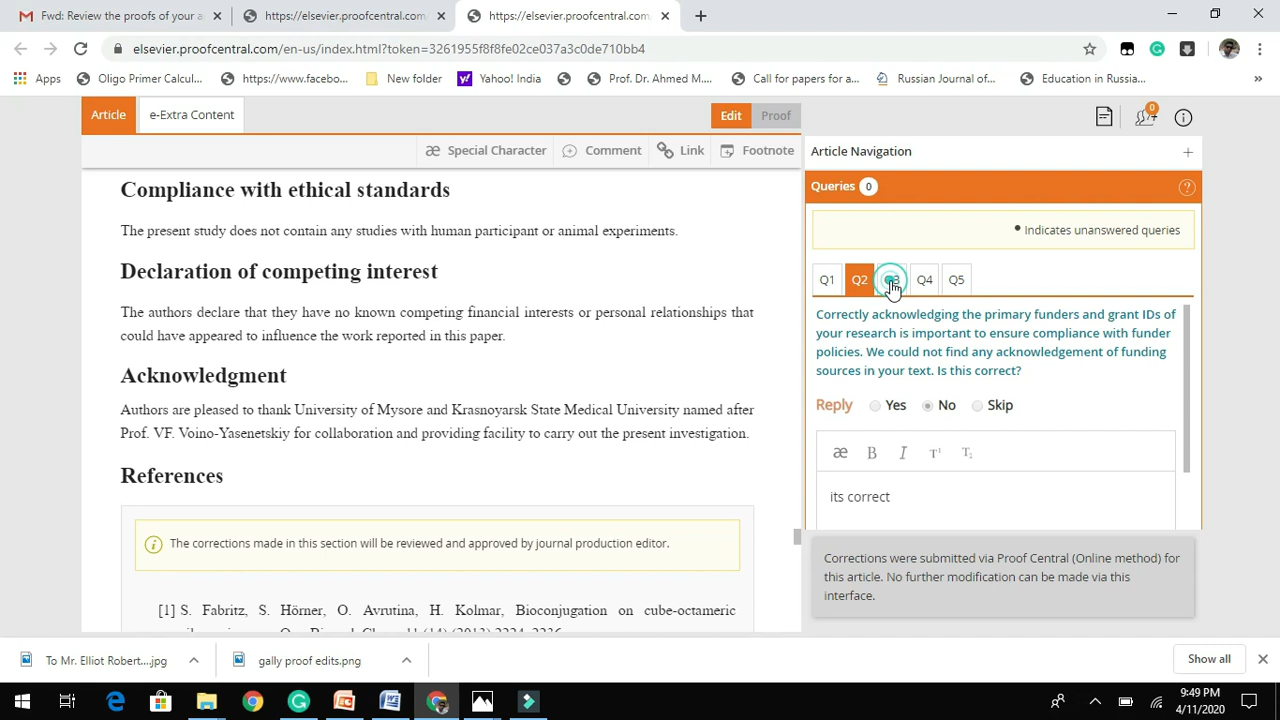 Fwd: Review the proofs of your a
https://elsevier.proofcentral.com
https://elsevier.proofcentral.com
elsevier.proofcentral.com/en-us/index.html?token=3261955f8f8fe02ce037a3c0de710bb4
Apps
Oligo Primer Calcul...
https://www.facebo...
New folder
Yahoo! India
Prof. Dr. Ahmed M....
Call for papers for a...
Russian Journal of...
Education in Russia...
»
Article
e-Extra Content
Edit
Proof
0
æ Special Character
Comment
Link
Footnote
Article Navigation
Queries 0
Compliance with ethical standards
The present study does not contain any studies with human participant or animal experiments.
Declaration of competing interest
The authors declare that they have no known competing financial interests or personal relationships that
could have appeared to influence the work reported in this paper.
Acknowledgment
Authors are pleased to thank University of Mysore and Krasnoyarsk State Medical University named after
Prof. VF. Voino-Yasenetskiy for collaboration and providing facility to carry out the present investigation.
References
The corrections made in this section will be reviewed and approved by journal production editor.
[1] S. Fabritz, S. Hörner, O. Avrutina, H. Kolmar, Bioconjugation on cube-octameric
• Indicates unanswered queries
Q1 Q2 Q3 Q4 Q5
Correctly acknowledging the primary funders and grant IDs of
your research is important to ensure compliance with funder
policies. We could not find any acknowledgement of funding
sources in your text. Is this correct?
Reply Yes No Skip
æ B I T¹ T₂
its correct
Corrections were submitted via Proof Central (Online method) for
this article. No further modification can be made via this
interface.
To Mr. Elliot Robert....jpg
gally proof edits.png
Show all
9:49 PM
4/11/2020